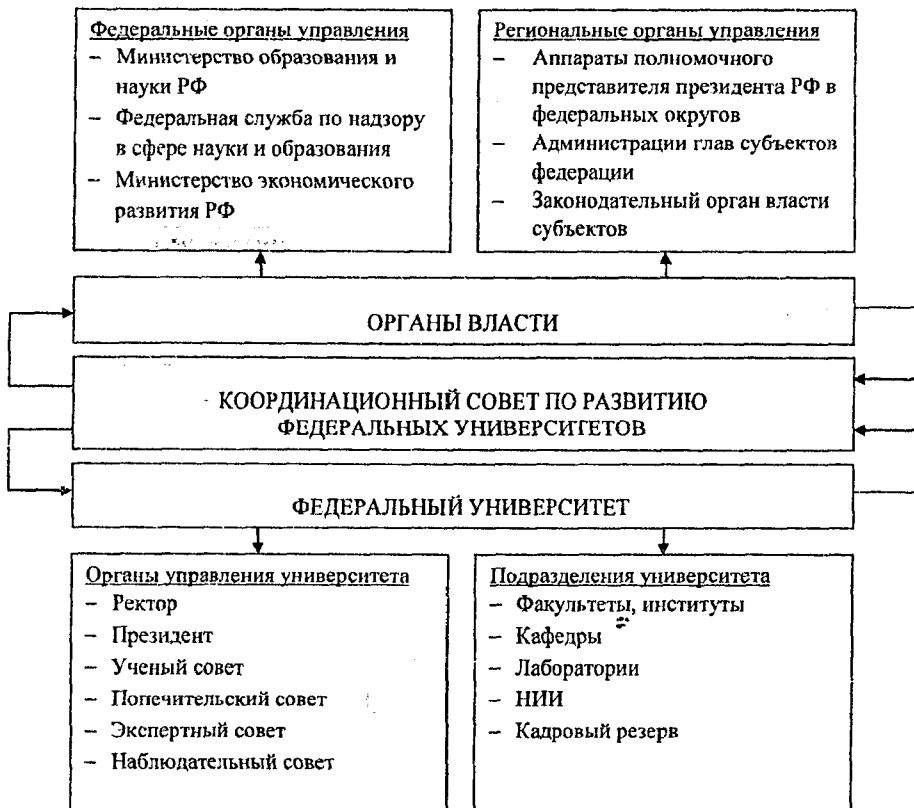 Федеральные органы управления
– Министерство образования и
науки РФ
– Федеральная служба по надзору
в сфере науки и образования
– Министерство экономического
развития РФ
Региональные органы управления
– Аппараты полномочного
представителя президента РФ в
федеральных округов
– Администрации глав субъектов
федерации
– Законодательный орган власти
субъектов
ОРГАНЫ ВЛАСТИ
КООРДИНАЦИОННЫЙ СОВЕТ ПО РАЗВИТИЮ
ФЕДЕРАЛЬНЫХ УНИВЕРСИТЕТОВ
ФЕДЕРАЛЬНЫЙ УНИВЕРСИТЕТ
Органы управления университета
– Ректор
– Президент
– Ученый совет
– Попечительский совет
– Экспертный совет
– Наблюдательный совет
Подразделения университета
– Факультеты, институты
– Кафедры
– Лаборатории
– НИИ
– Кадровый резерв